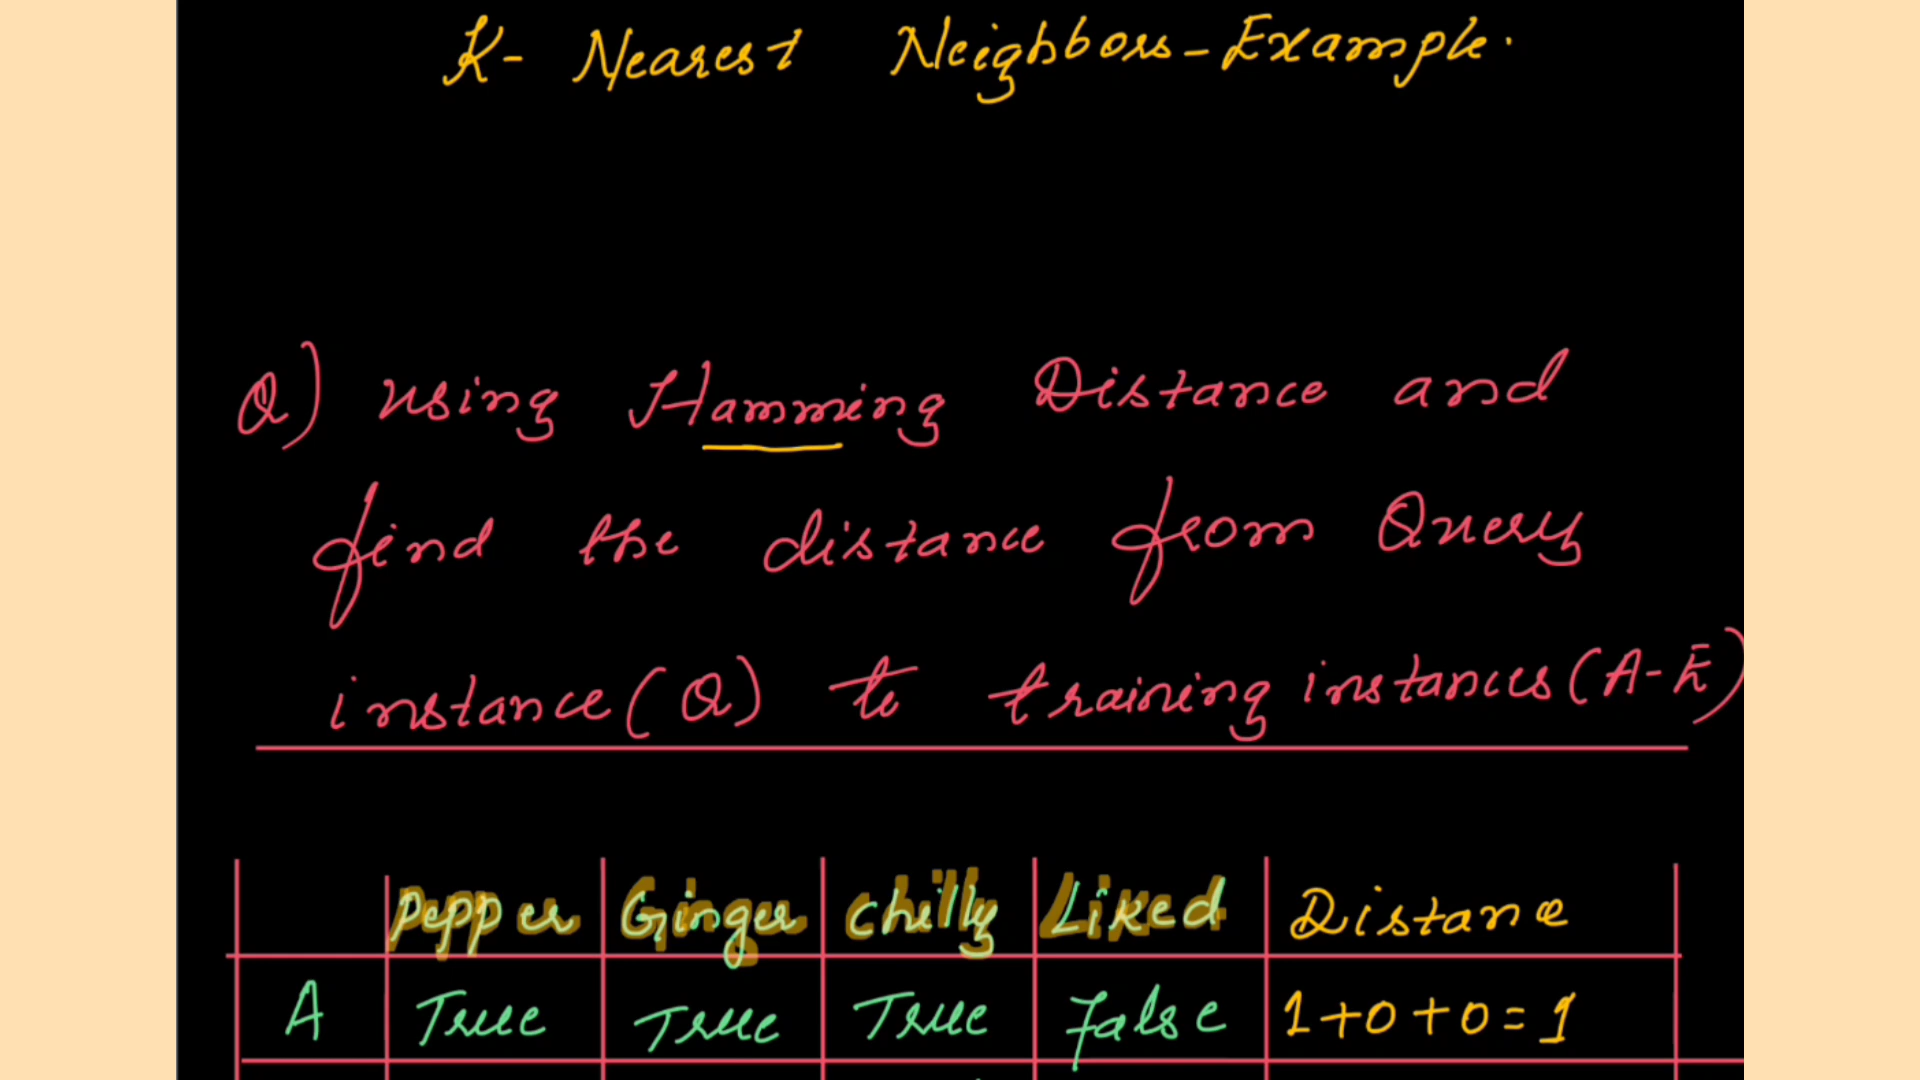 K- Nearest Neighbors-Example.
Q) using Hamming Distance and
find the distance from Query
instance (Q) to training instances (A-E)
Pepper Ginger chilly Liked Distance
A True True True False 1+0+0=1